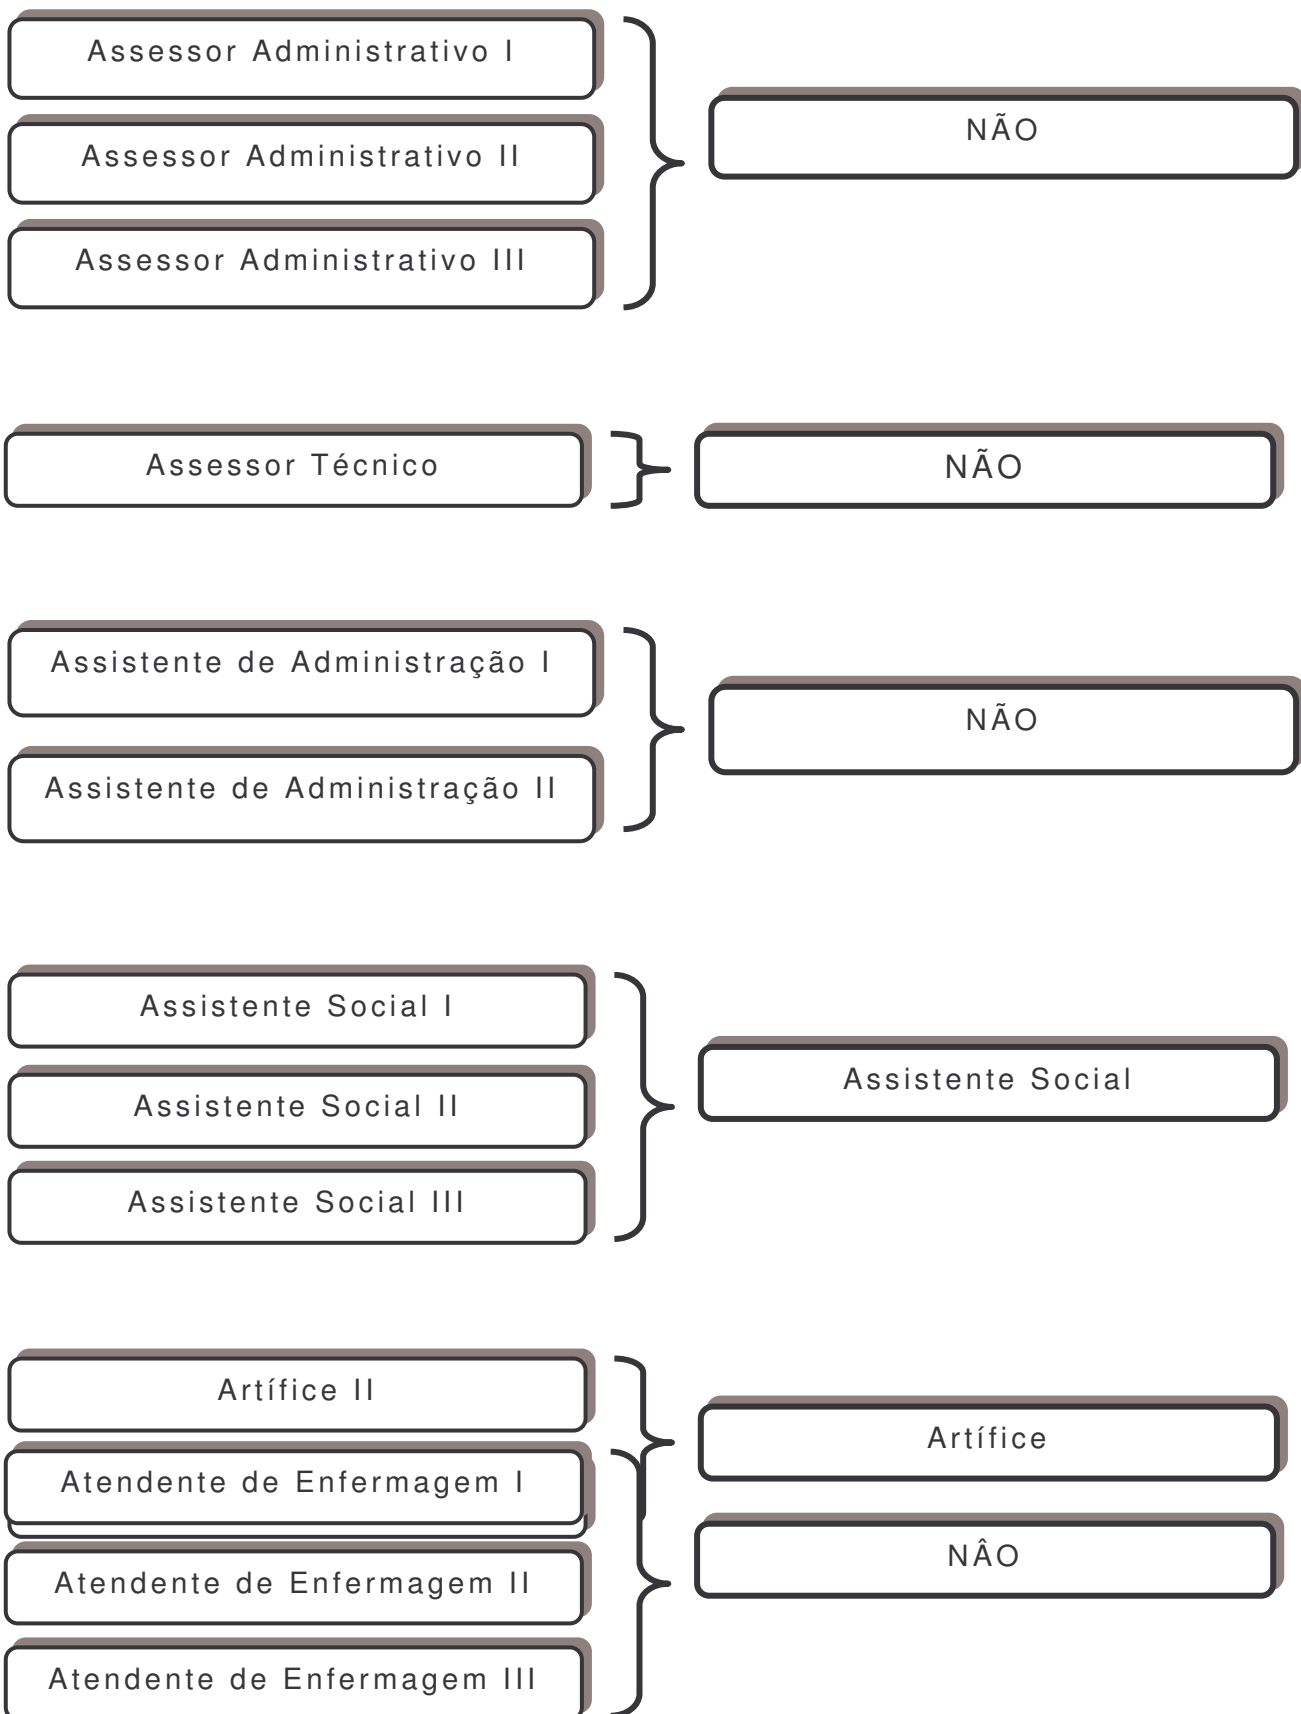 Assessor Administrativo I
Assessor Administrativo II
Assessor Administrativo III
NÃO
Assessor Técnico
NÃO
Assistente de Administração I
Assistente de Administração II
NÃO
Assistente Social I
Assistente Social II
Assistente Social III
Assistente Social
Artífice II
Artífice
Atendente de Enfermagem I
Atendente de Enfermagem II
Atendente de Enfermagem III
NÂO